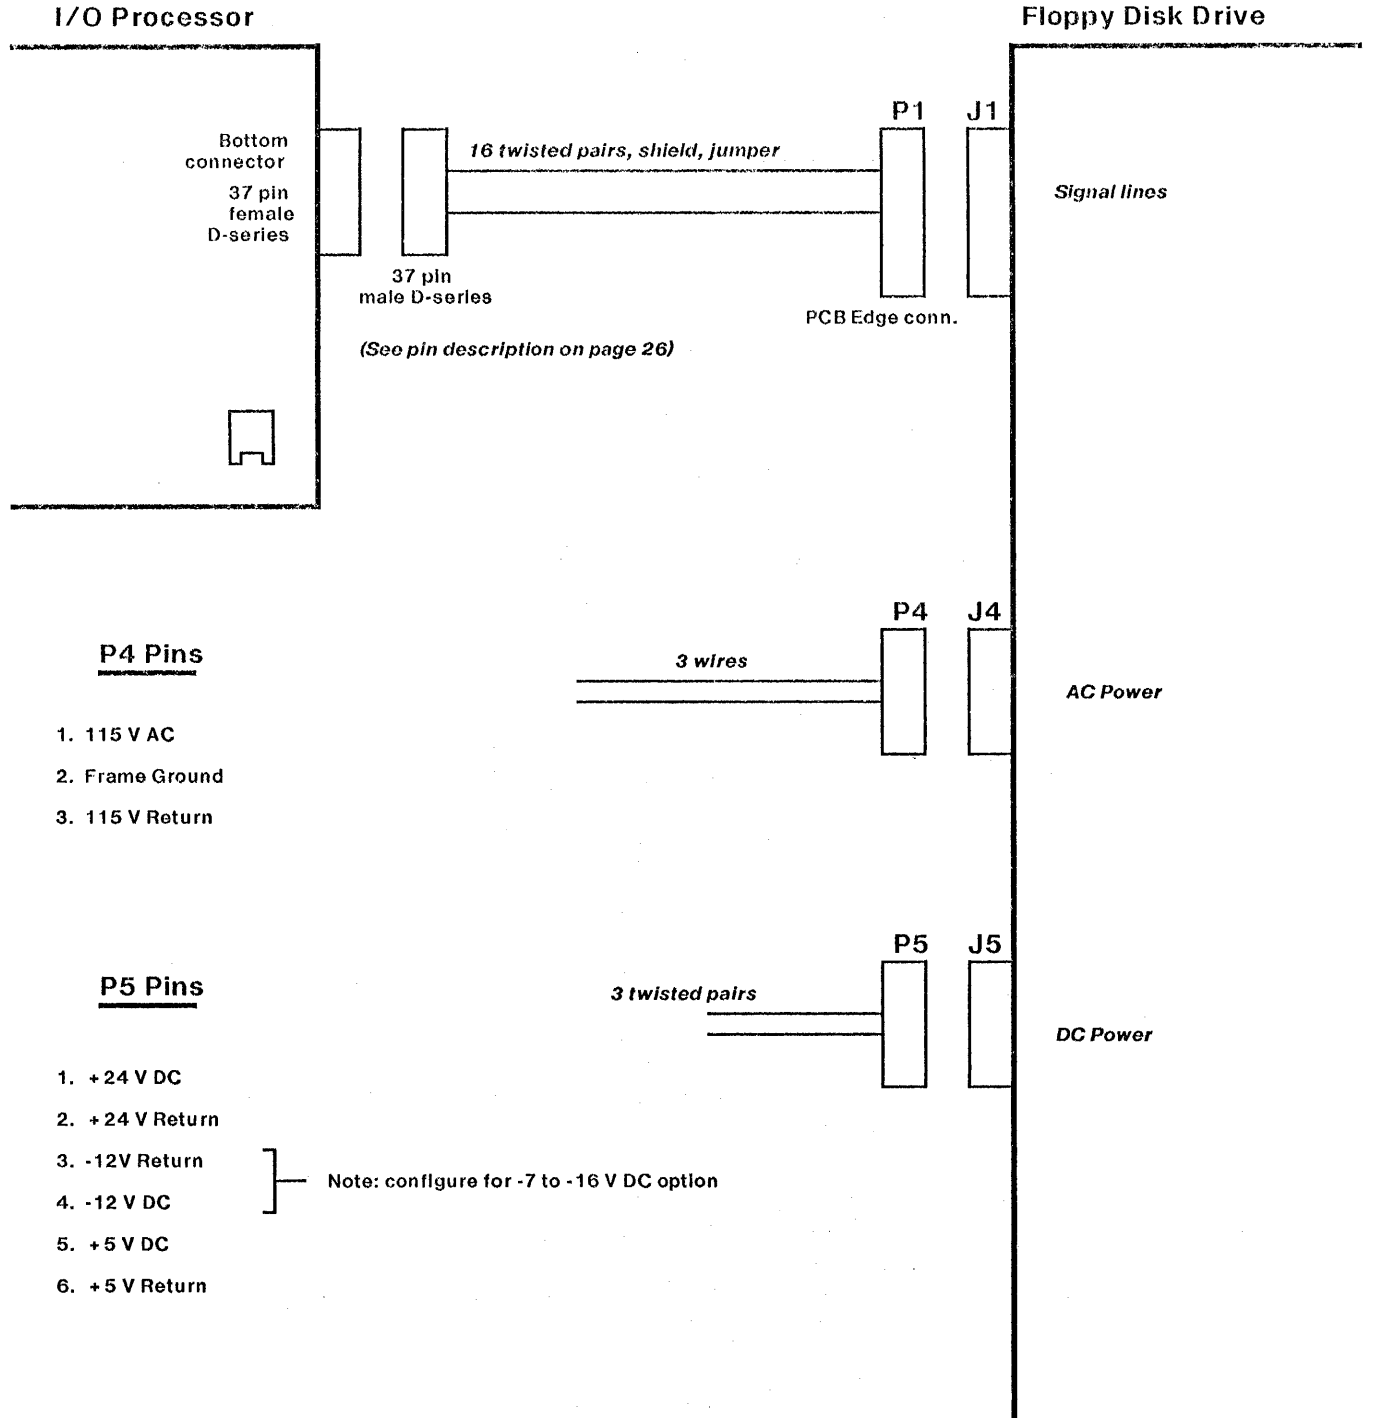 I/O Processor
Floppy Disk Drive
P1
J1
Bottom
connector
37 pin
female
D-series
16 twisted pairs, shield, jumper
Signal lines
37 pin
male D-series
PCB Edge conn.
(See pin description on page 26)
P4
J4
P4 Pins
3 wires
AC Power
1. 115 V AC
2. Frame Ground
3. 115 V Return
P5
J5
P5 Pins
3 twisted pairs
DC Power
1. +24 V DC
2. +24 V Return
3. -12V Return
4. -12 V DC
Note: configure for -7 to -16 V DC option
5. +5 V DC
6. +5 V Return